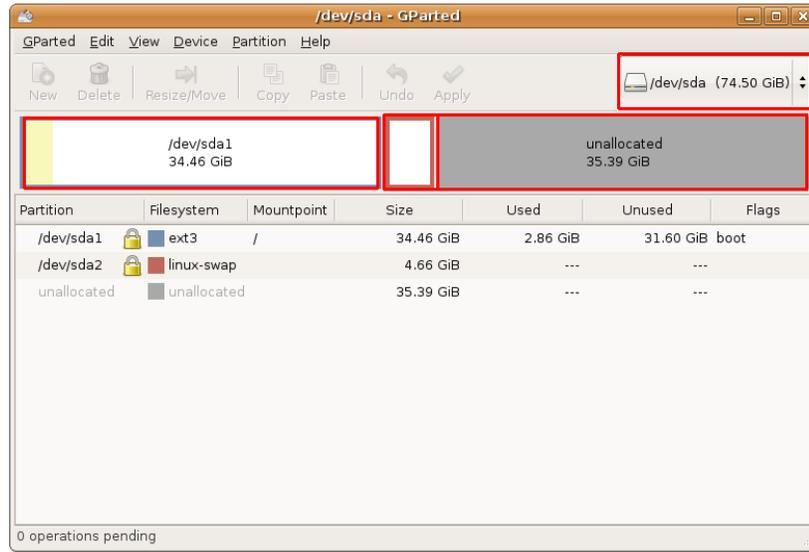 /dev/sda - GParted
GParted Edit View Device Partition Help
New Delete Resize/Move Copy Paste Undo Apply
/dev/sda (74.50 GiB)
/dev/sda1
34.46 GiB
unallocated
35.39 GiB
Partition Filesystem Mountpoint Size Used Unused Flags
/dev/sda1 ext3 / 34.46 GiB 2.86 GiB 31.60 GiB boot
/dev/sda2 linux-swap 4.66 GiB --- ---
unallocated unallocated 35.39 GiB --- ---
0 operations pending